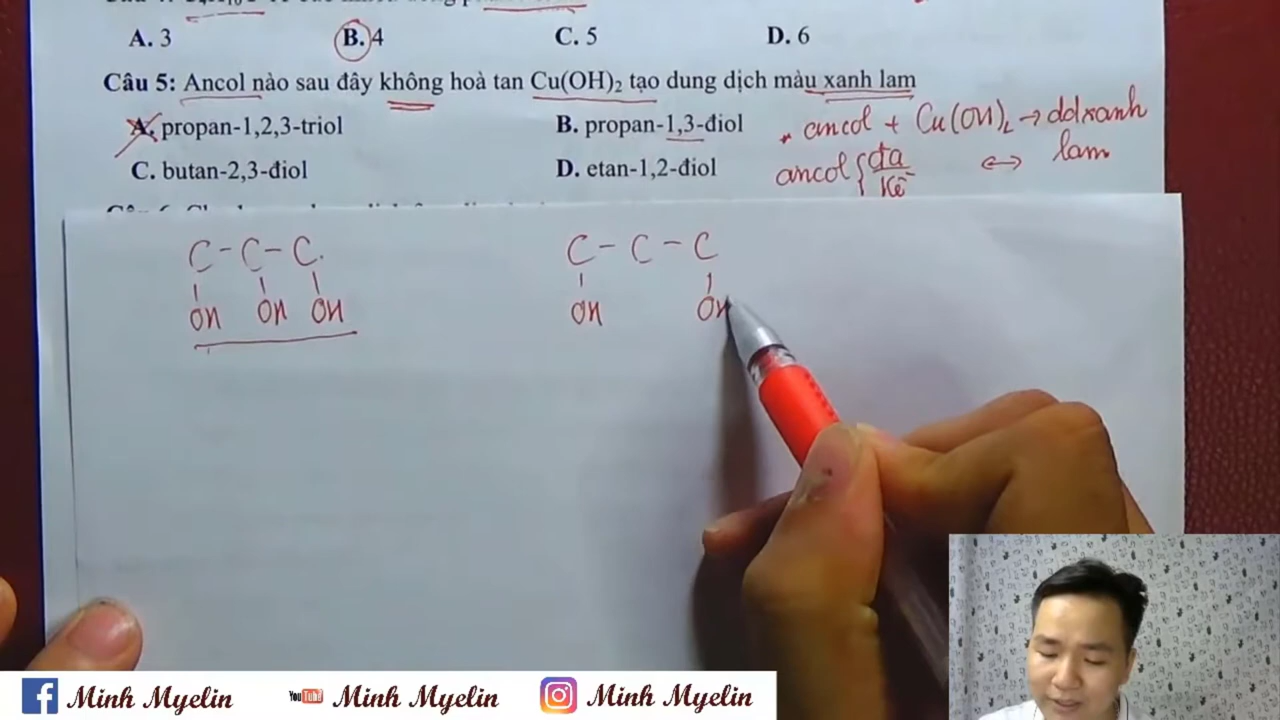 A. 3 B. 4 C. 5 D. 6
Câu 5: Ancol nào sau đây không hoà tan Cu(OH)2 tạo dung dịch màu xanh lam
A. propan-1,2,3-triol B. propan-1,3-điol
C. butan-2,3-điol D. etan-1,2-điol
* ancol + Cu(OH)2 → dd xanh lam
ancol { đa kề ↔
C - C - C.
OH OH OH
C - C - C
OH OH
Minh Myelin YouTube Minh Myelin Minh Myelin